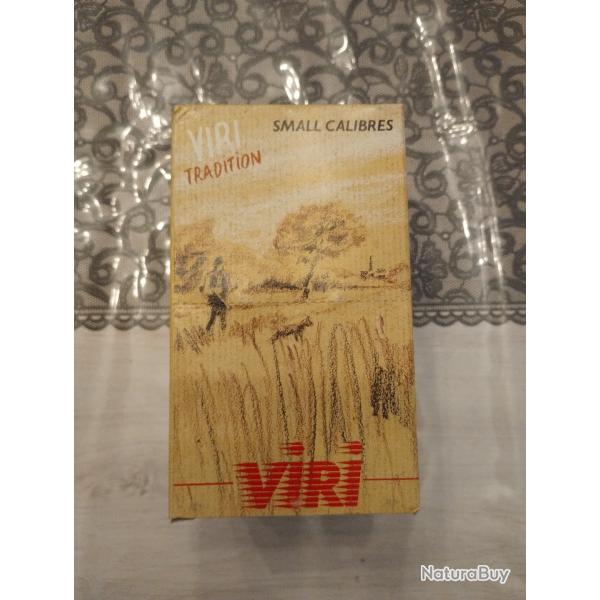 SMALL CALIBRES
VIRI
TRADITION
VIRI
NaturaBuy